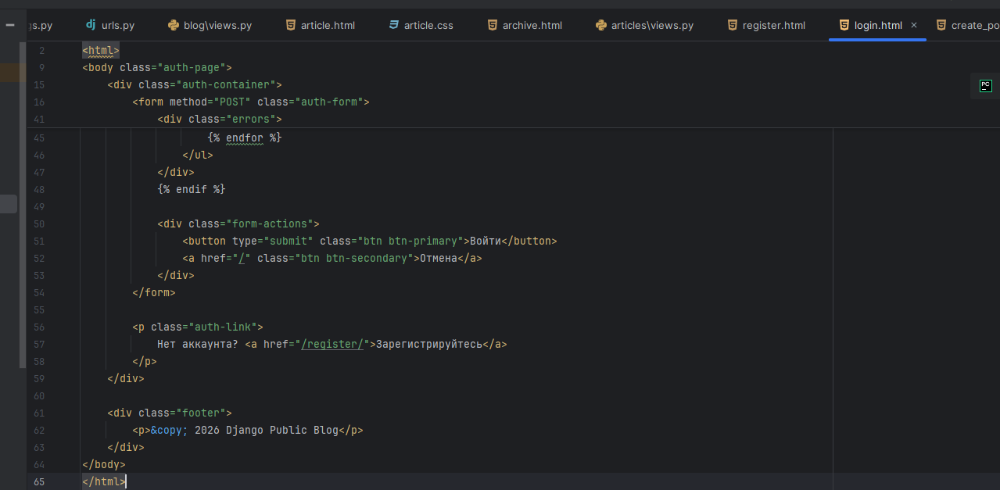 gs.py urls.py blog\views.py article.html article.css archive.html articles\views.py register.html login.html × create_po
2 <html>
9 <body class="auth-page">
15 <div class="auth-container">
16 <form method="POST" class="auth-form">
41 <div class="errors">
45 {% endfor %}
46 </ul>
47 </div>
48 {% endif %}
49
50 <div class="form-actions">
51 <button type="submit" class="btn btn-primary">Войти</button>
52 <a href="/" class="btn btn-secondary">Отмена</a>
53 </div>
54 </form>
55
56 <p class="auth-link">
57 Нет аккаунта? <a href="/register/">Зарегистрируйтесь</a>
58 </p>
59 </div>
60
61 <div class="footer">
62 <p>&copy; 2026 Django Public Blog</p>
63 </div>
64 </body>
65 </html>